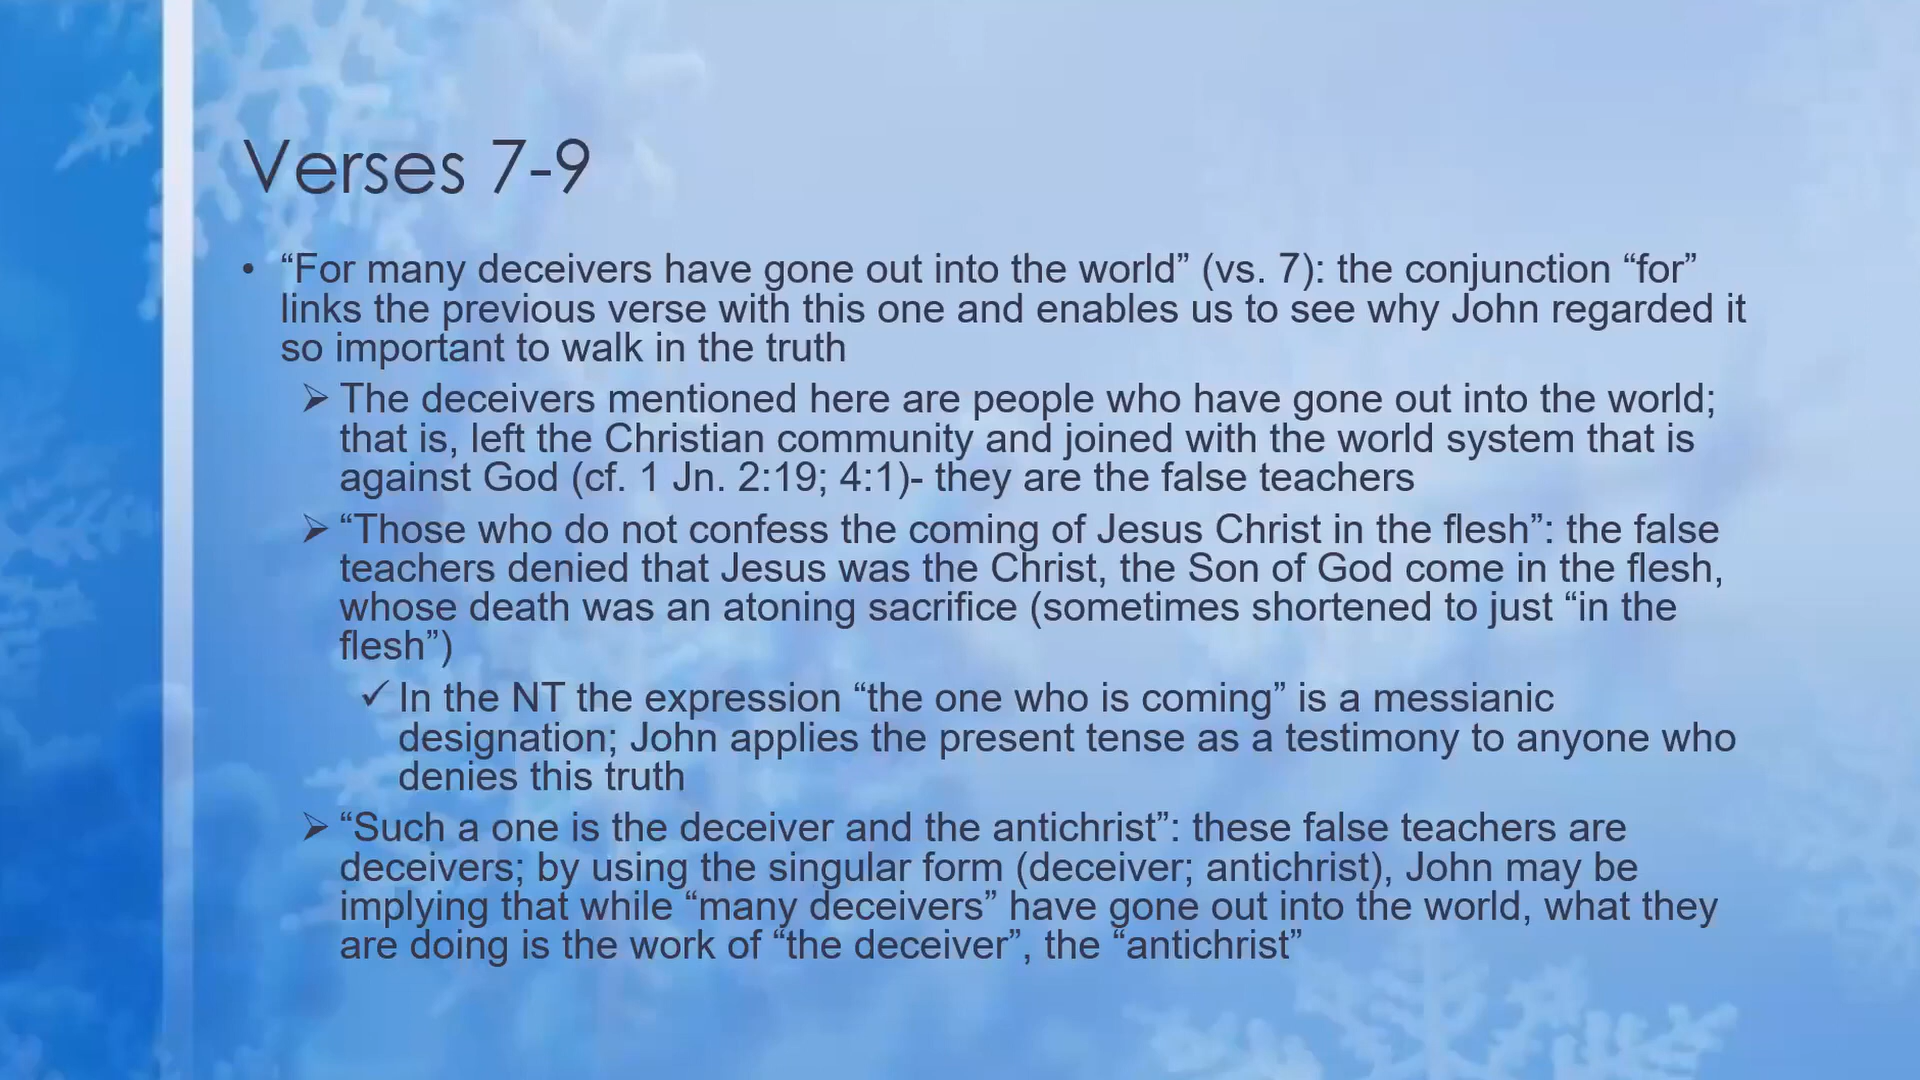 Verses 7-9
• “For many deceivers have gone out into the world” (vs. 7): the conjunction “for”
links the previous verse with this one and enables us to see why John regarded it
so important to walk in the truth
➢ The deceivers mentioned here are people who have gone out into the world;
that is, left the Christian community and joined with the world system that is
against God (cf. 1 Jn. 2:19; 4:1)- they are the false teachers
➢ “Those who do not confess the coming of Jesus Christ in the flesh”: the false
teachers denied that Jesus was the Christ, the Son of God come in the flesh,
whose death was an atoning sacrifice (sometimes shortened to just “in the
flesh”)
✓ In the NT the expression “the one who is coming” is a messianic
designation; John applies the present tense as a testimony to anyone who
denies this truth
➢ “Such a one is the deceiver and the antichrist”: these false teachers are
deceivers; by using the singular form (deceiver; antichrist), John may be
implying that while “many deceivers” have gone out into the world, what they
are doing is the work of “the deceiver”, the “antichrist”